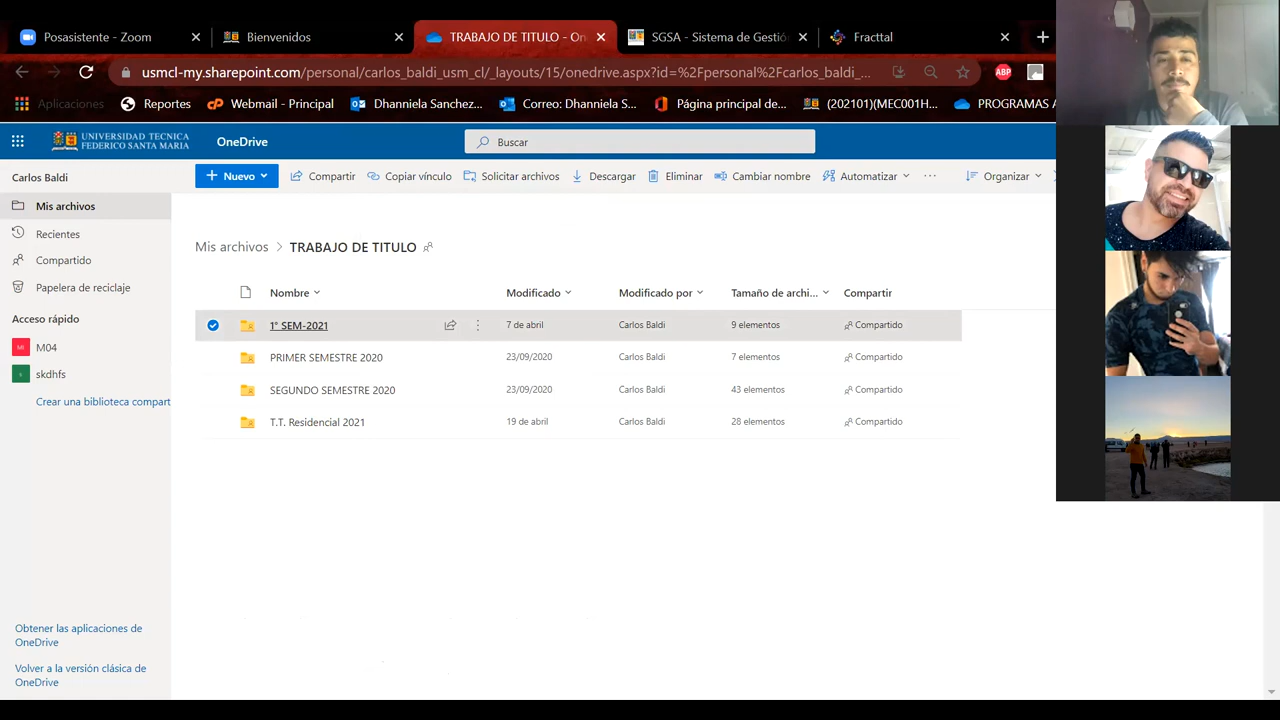 Posasistente - Zoom
Bienvenidos
TRABAJO DE TITULO - On
SGSA - Sistema de Gestió
Fracttal
usmcl-my.sharepoint.com/personal/carlos_baldi_usm_cl/_layouts/15/onedrive.aspx?id=%2Fpersonal%2Fcarlos_baldi_...
ABP
Aplicaciones
Reportes
Webmail - Principal
Dhanniela Sanchez...
Correo: Dhanniela S...
Página principal de...
(202101)(MEC001H...
PROGRAMAS A
UNIVERSIDAD TECNICA
FEDERICO SANTA MARIA
OneDrive
Buscar
Carlos Baldi
Nuevo
Compartir
Copiar vínculo
Solicitar archivos
Descargar
Eliminar
Cambiar nombre
Automatizar
Organizar
Mis archivos
Recientes
Compartido
Papelera de reciclaje
Acceso rápido
MI M04
s skdhfs
Crear una biblioteca compart
Mis archivos > TRABAJO DE TITULO
Nombre Modificado Modificado por Tamaño de archi... Compartir
1° SEM-2021 7 de abril Carlos Baldi 9 elementos Compartido
PRIMER SEMESTRE 2020 23/09/2020 Carlos Baldi 7 elementos Compartido
SEGUNDO SEMESTRE 2020 23/09/2020 Carlos Baldi 43 elementos Compartido
T.T. Residencial 2021 19 de abril Carlos Baldi 28 elementos Compartido
Obtener las aplicaciones de
OneDrive
Volver a la versión clásica de
OneDrive